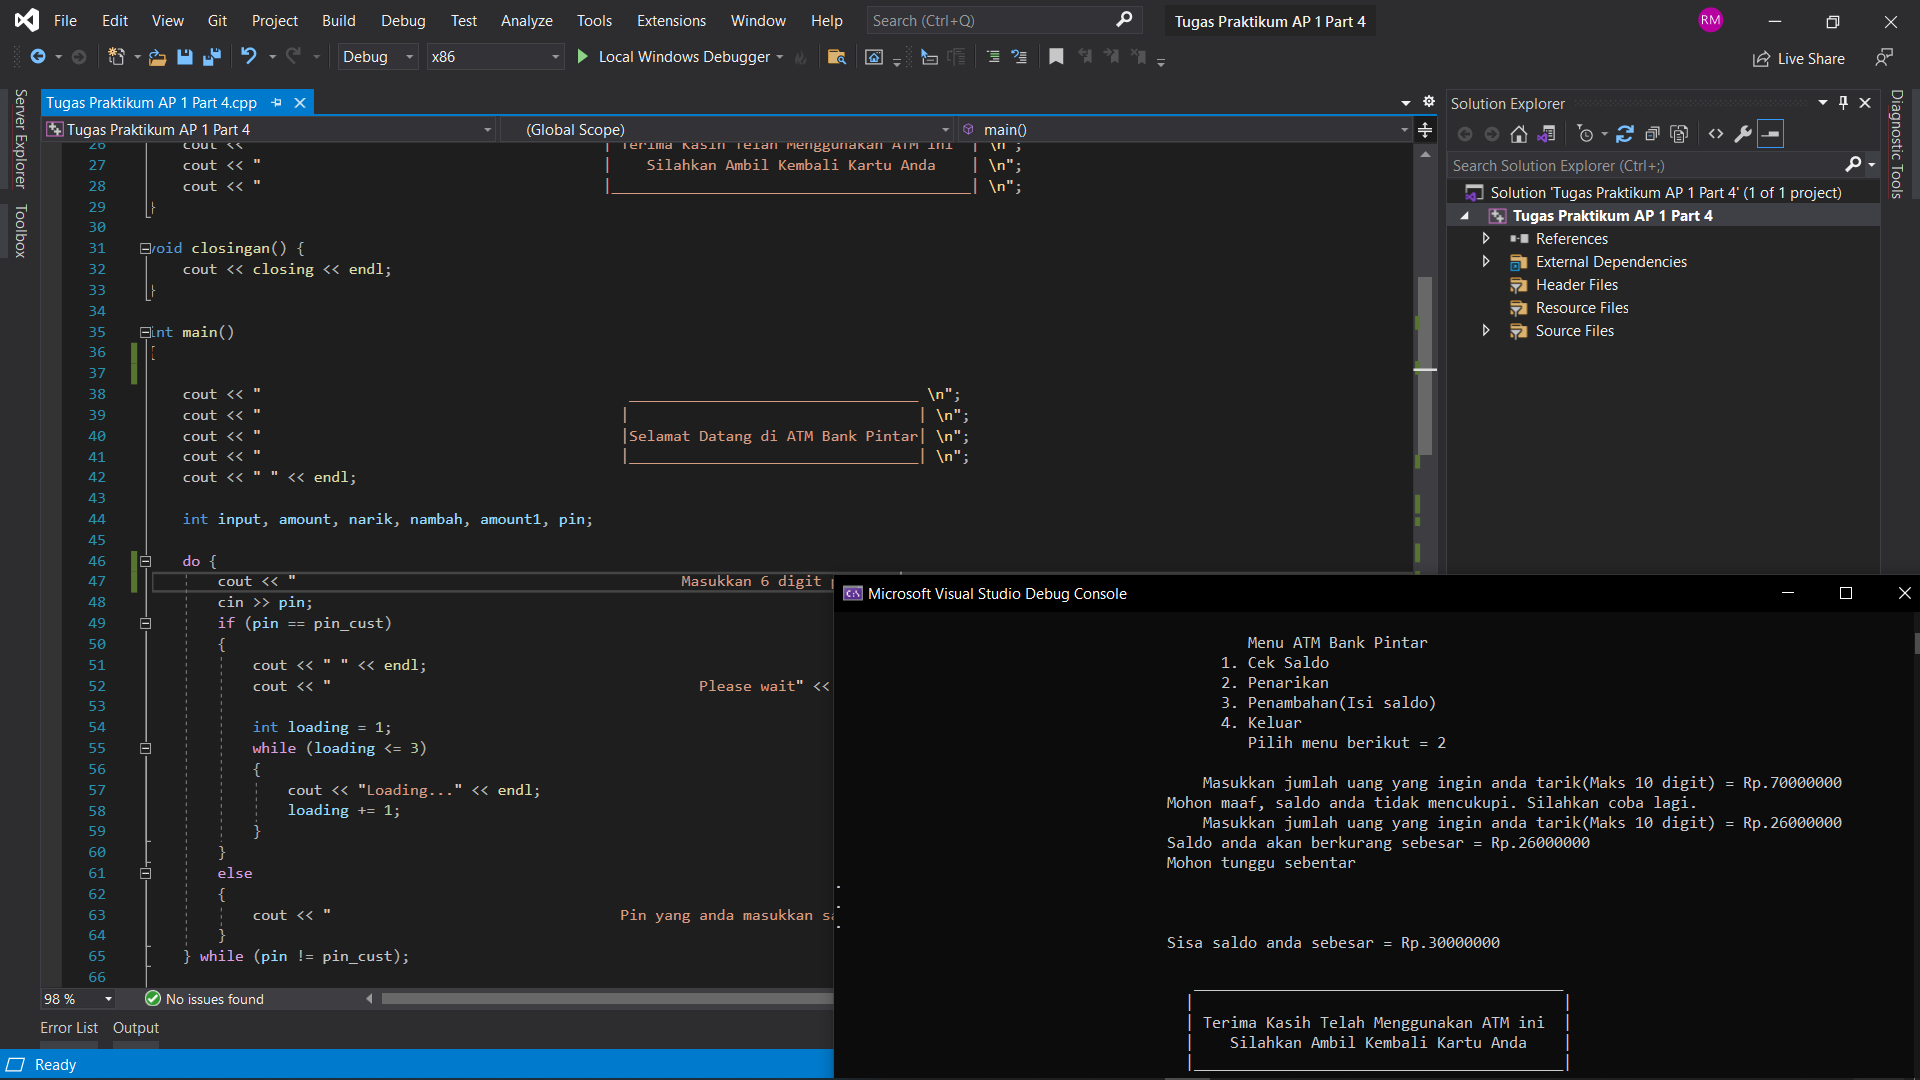 File Edit View Git Project Build Debug Test Analyze Tools Extensions Window Help Search (Ctrl+Q) Tugas Praktikum AP 1 Part 4 RM
Debug x86 Local Windows Debugger Live Share
Server Explorer
Toolbox
Tugas Praktikum AP 1 Part 4.cpp
Tugas Praktikum AP 1 Part 4 (Global Scope) main()
26 cout << " | Terima Kasih Telah Menggunakan ATM ini | \n";
27 cout << " | Silahkan Ambil Kembali Kartu Anda | \n";
28 cout << " |_________________________________________| \n";
29 }
30
31 void closingan() {
32 cout << closing << endl;
33 }
34
35 int main()
36 {
37
38 cout << " _________________________________ \n";
39 cout << " | | \n";
40 cout << " |Selamat Datang di ATM Bank Pintar| \n";
41 cout << " |_________________________________| \n";
42 cout << " " << endl;
43
44 int input, amount, narik, nambah, amount1, pin;
45
46 do {
47 cout << " Masukkan 6 digit
48 cin >> pin;
49 if (pin == pin_cust)
50 {
51 cout << " " << endl;
52 cout << " Please wait" <<
53
54 int loading = 1;
55 while (loading <= 3)
56 {
57 cout << "Loading..." << endl;
58 loading += 1;
59 }
60 }
61 else
62 {
63 cout << " Pin yang anda masukkan
64 }
65 } while (pin != pin_cust);
66
98 % No issues found
Error List Output
Ready
Solution Explorer
Search Solution Explorer (Ctrl+;)
Solution 'Tugas Praktikum AP 1 Part 4' (1 of 1 project)
Tugas Praktikum AP 1 Part 4
References
External Dependencies
Header Files
Resource Files
Source Files
Diagnostic Tools
Microsoft Visual Studio Debug Console
Menu ATM Bank Pintar
1. Cek Saldo
2. Penarikan
3. Penambahan(Isi saldo)
4. Keluar
Pilih menu berikut = 2
Masukkan jumlah uang yang ingin anda tarik(Maks 10 digit) = Rp.70000000
Mohon maaf, saldo anda tidak mencukupi. Silahkan coba lagi.
Masukkan jumlah uang yang ingin anda tarik(Maks 10 digit) = Rp.26000000
Saldo anda akan berkurang sebesar = Rp.26000000
Mohon tunggu sebentar
.
.
.
Sisa saldo anda sebesar = Rp.30000000
_________________________________________
| |
| Terima Kasih Telah Menggunakan ATM ini |
| Silahkan Ambil Kembali Kartu Anda |
|_________________________________________|